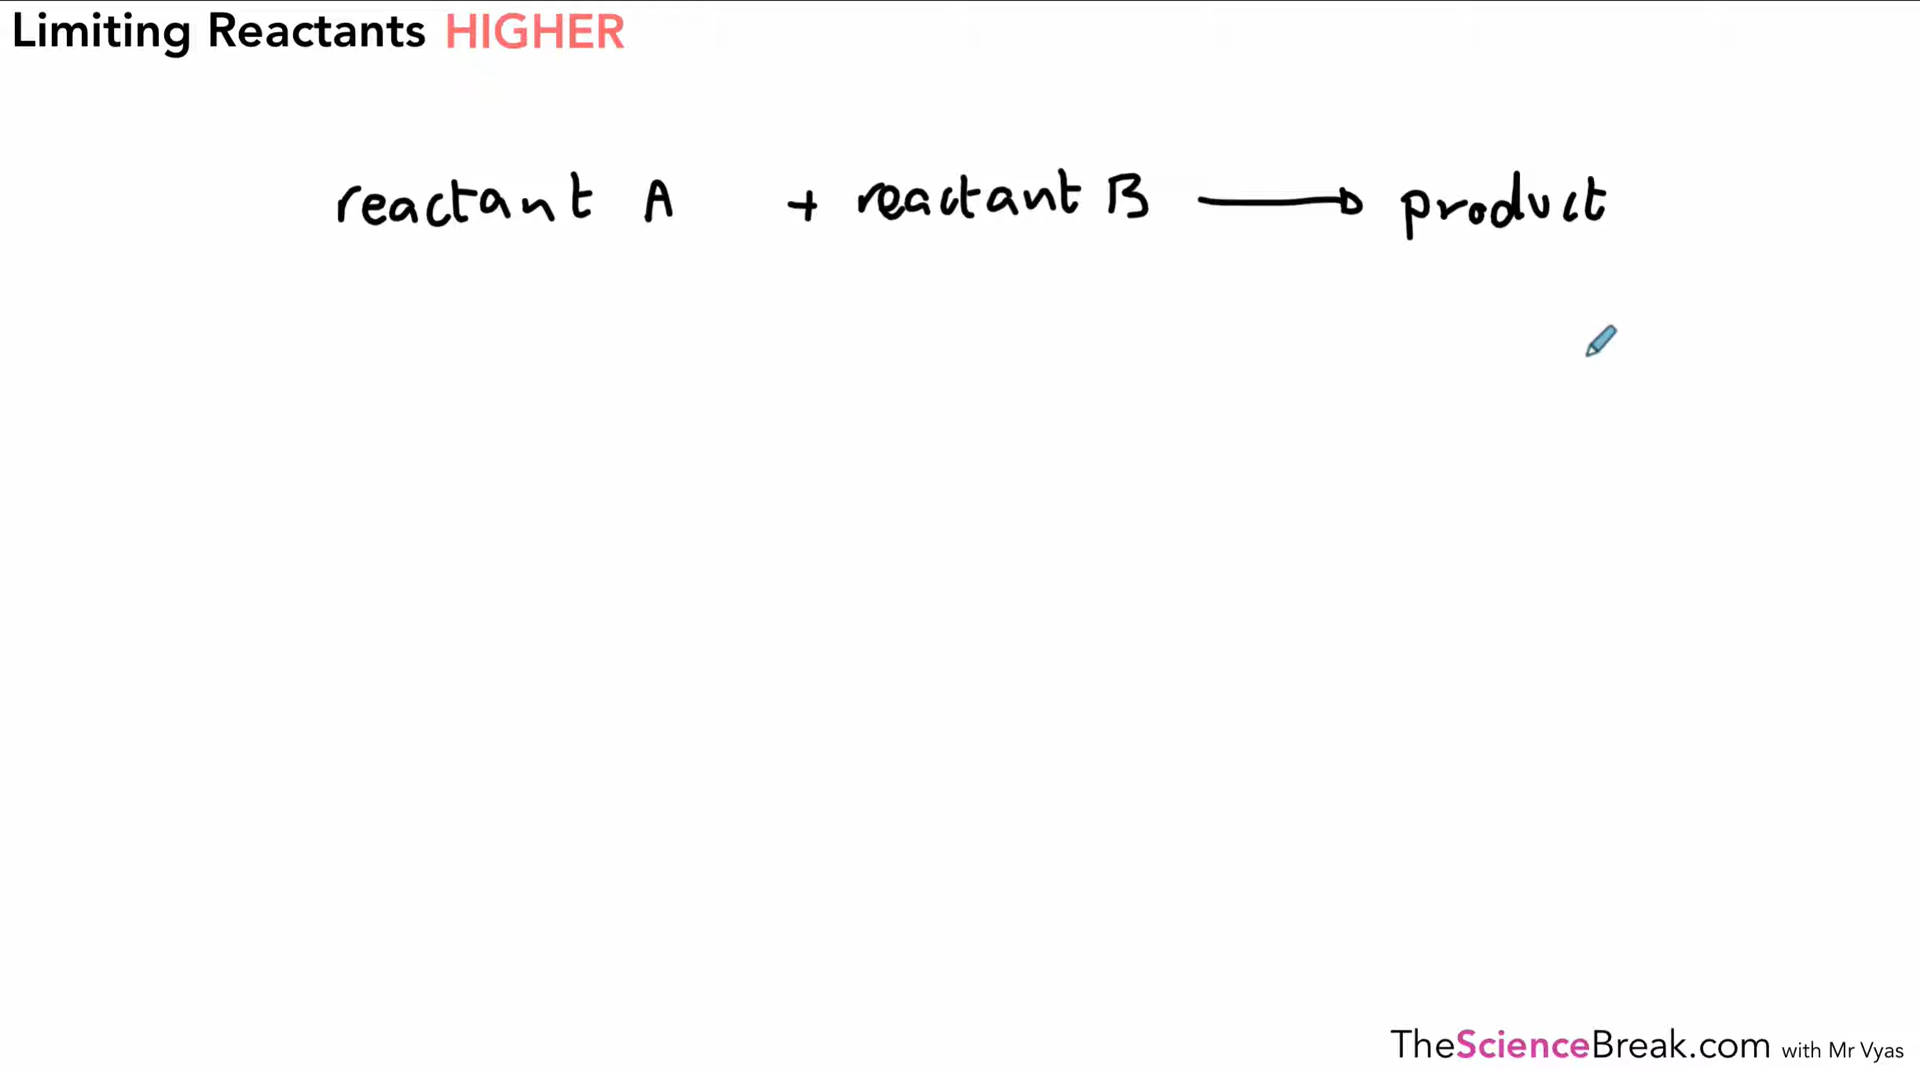 Limiting Reactants HIGHER
reactant A + reactant B → product
TheScienceBreak.com with Mr Vyas